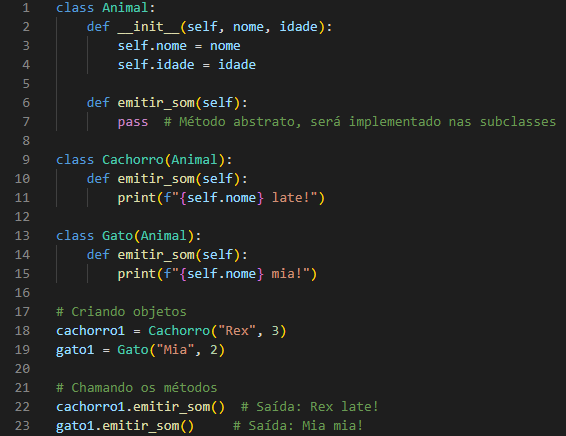 1 class Animal:
2     def __init__(self, nome, idade):
3         self.nome = nome
4         self.idade = idade
5
6     def emitir_som(self):
7         pass  # Método abstrato, será implementado nas subclasses
8
9 class Cachorro(Animal):
10     def emitir_som(self):
11         print(f"{self.nome} late!")
12
13 class Gato(Animal):
14     def emitir_som(self):
15         print(f"{self.nome} mia!")
16
17 # Criando objetos
18 cachorro1 = Cachorro("Rex", 3)
19 gato1 = Gato("Mia", 2)
20
21 # Chamando os métodos
22 cachorro1.emitir_som()  # Saída: Rex late!
23 gato1.emitir_som()     # Saída: Mia mia!